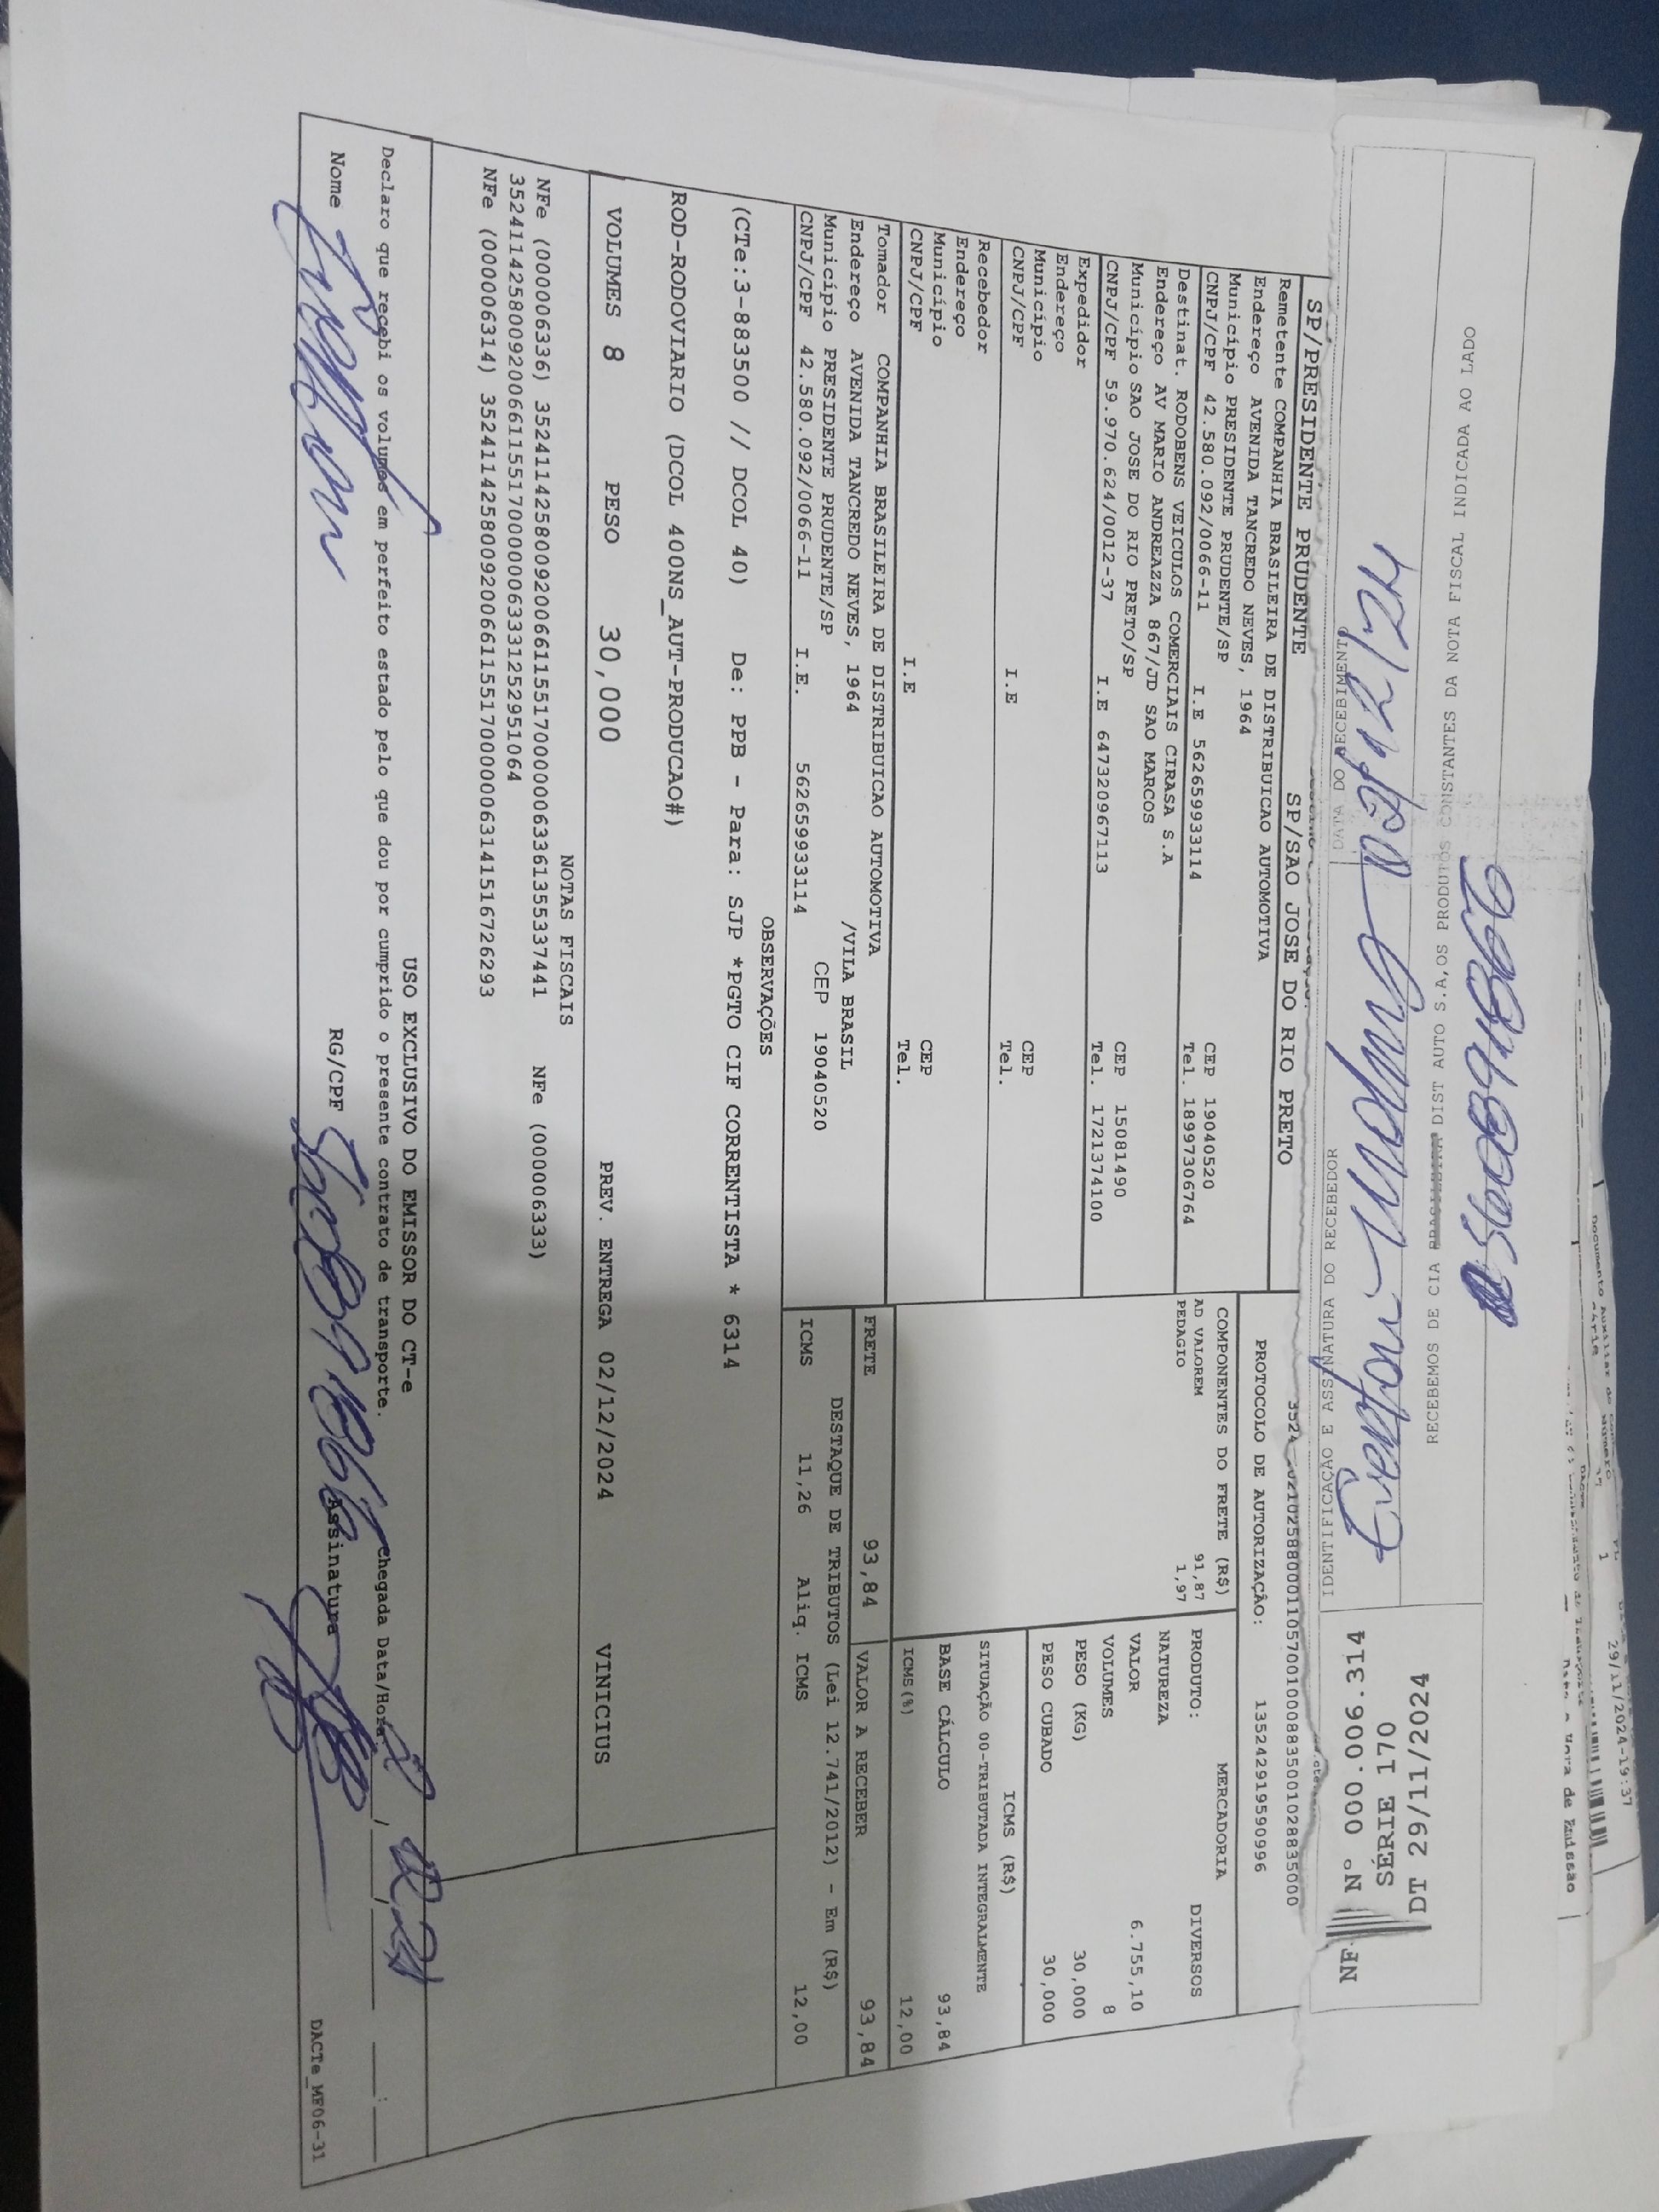 29/11/2024-19:37
RECEBEMOS DE CIA BRASILEIRA DIST AUTO S.A,OS PRODUTOS CONSTANTES DA NOTA FISCAL INDICADA AO LADO
DATA DO RECEBIMENTO
IDENTIFICAÇÃO E ASSINATURA DO RECEBEDOR
DT 29/11/2024
SÉRIE 170
Nº 000.006.314
NF
SP/PRESIDENTE PRUDENTE SP/SAO JOSE DO RIO PRETO
Remetente COMPANHIA BRASILEIRA DE DISTRIBUICAO AUTOMOTIVA
Endereço AVENIDA TANCREDO NEVES, 1964
Município PRESIDENTE PRUDENTE/SP CEP 19040520
CNPJ/CPF 42.580.092/0066-11 I.E 562659933114 Tel. 18997306764
Destinat. RODOBENS VEICULOS COMERCIAIS CIRASA S.A
Endereço AV MARIO ANDREAZZA 867/JD SAO MARCOS
Município SAO JOSE DO RIO PRETO/SP CEP 15081490
CNPJ/CPF 59.970.624/0012-37 I.E 647320967113 Tel. 1721374100
Expedidor
Endereço
Município CEP
CNPJ/CPF I.E Tel.
Recebedor
Endereço
Município CEP
CNPJ/CPF I.E Tel.
Tomador COMPANHIA BRASILEIRA DE DISTRIBUICAO AUTOMOTIVA
Endereço AVENIDA TANCREDO NEVES, 1964 /VILA BRASIL
Município PRESIDENTE PRUDENTE/SP CEP 19040520
CNPJ/CPF 42.580.092/0066-11 I.E. 562659933114
PROTOCOLO DE AUTORIZAÇÃO: 135242919590996
COMPONENTES DO FRETE (R$)
AD VALOREM 91,87
PEDAGIO 1,97
MERCADORIA
PRODUTO: DIVERSOS
NATUREZA
VALOR 6.755,10
VOLUMES 8
PESO (KG) 30,000
PESO CUBADO 30,000
ICMS (R$)
SITUAÇÃO 00-TRIBUTADA INTEGRALMENTE
BASE CÁLCULO 93,84
ICMS(%) 12,00
FRETE 93,84 VALOR A RECEBER 93,84
DESTAQUE DE TRIBUTOS (Lei 12.741/2012) - Em (R$)
ICMS 11,26 Aliq. ICMS 12,00
OBSERVAÇÕES
(CTe:3-883500 // DCOL 40) De: PPB - Para: SJP *PGTO CIF CORRENTISTA * 6314
ROD-RODOVIARIO (DCOL 400NS_AUT-PRODUCAO#)
VOLUMES 8 PESO 30,000 PREV. ENTREGA 02/12/2024 VINICIUS
NOTAS FISCAIS
NFe (000006336) 35241142580092006611551700000063361355337441 NFe (000006333)
35241142580092006611551700000063331252951064
NFe (000006314) 35241142580092006611551700000063141516726293
USO EXCLUSIVO DO EMISSOR DO CT-e
Declaro que recebi os volumes em perfeito estado pelo que dou por cumprido o presente contrato de transporte. Chegada Data/Hora:
Nome RG/CPF Assinatura
DACTe_MF06-31